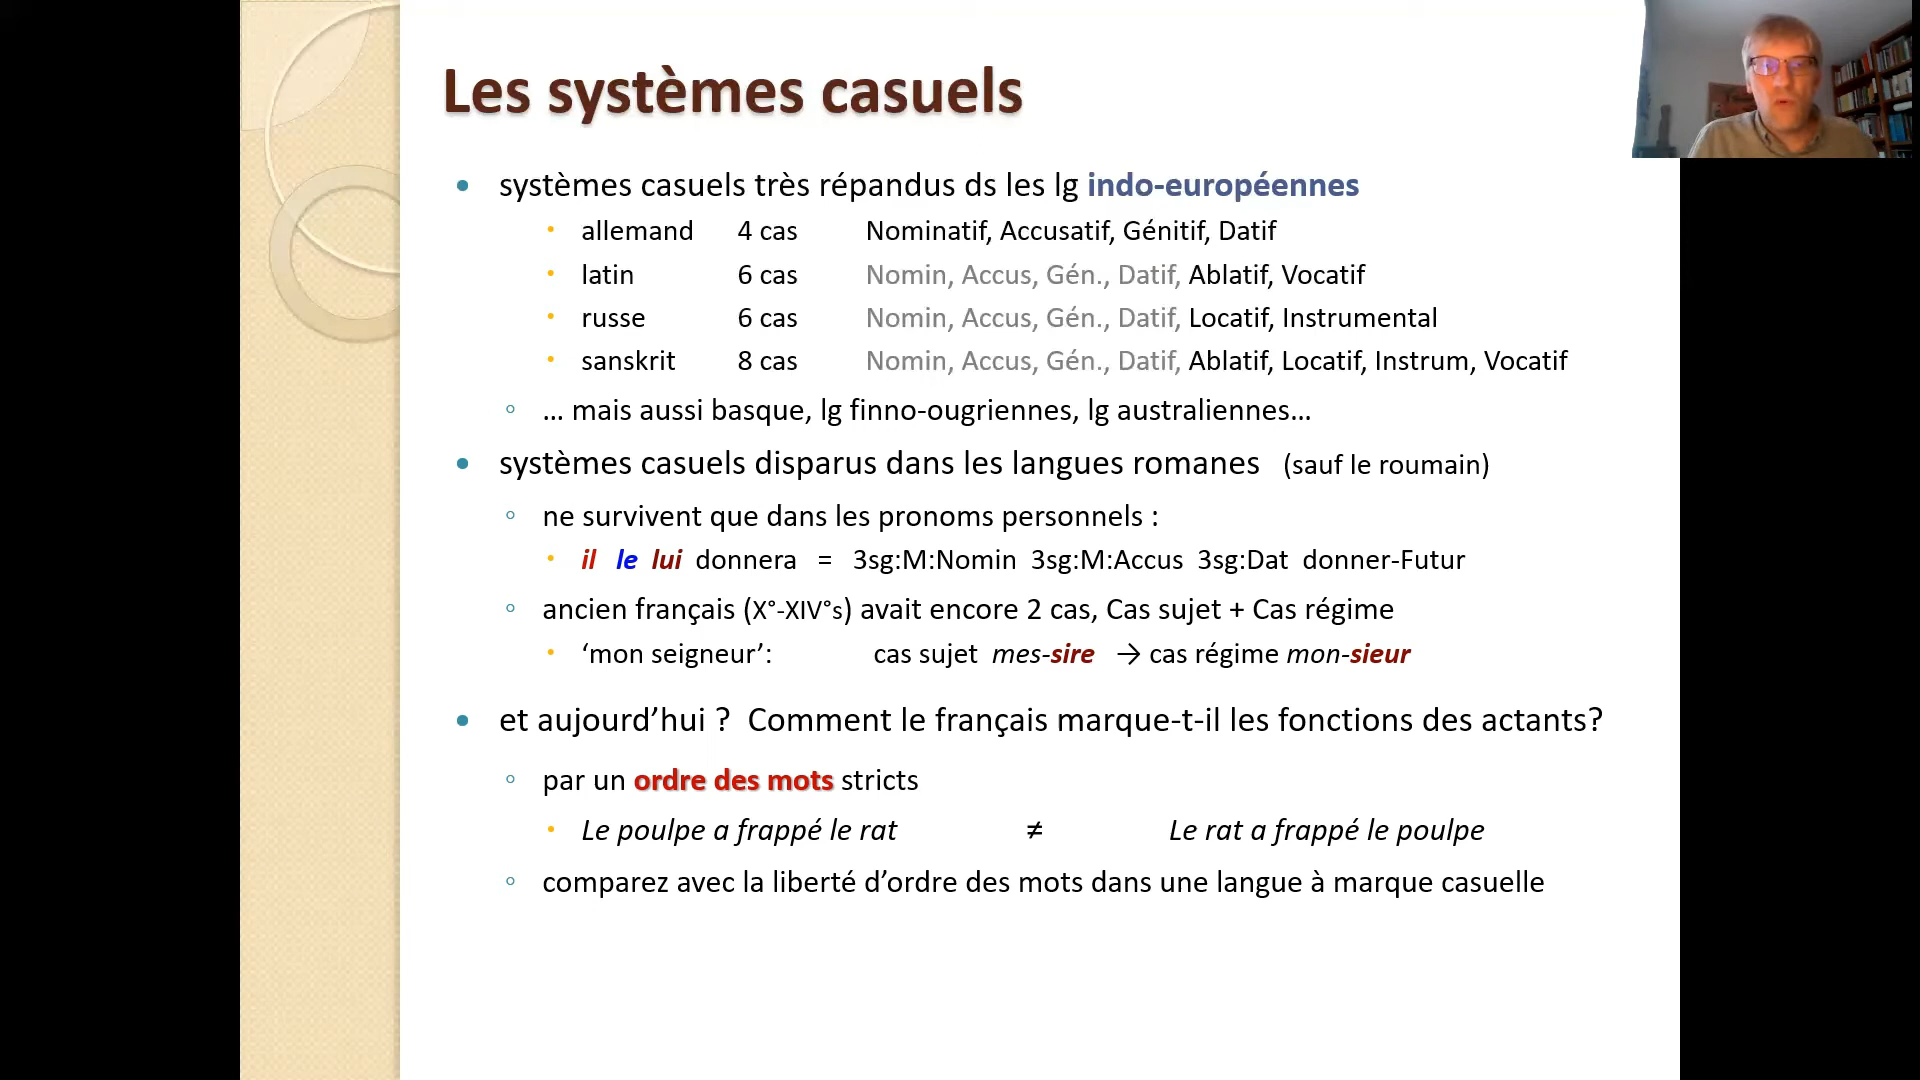 Les systèmes casuels
• systèmes casuels très répandus ds les lg indo-européennes
• allemand 4 cas Nominatif, Accusatif, Génitif, Datif
• latin 6 cas Nomin, Accus, Gén., Datif, Ablatif, Vocatif
• russe 6 cas Nomin, Accus, Gén., Datif, Locatif, Instrumental
• sanskrit 8 cas Nomin, Accus, Gén., Datif, Ablatif, Locatif, Instrum, Vocatif
◦ … mais aussi basque, lg finno-ougriennes, lg australiennes…
• systèmes casuels disparus dans les langues romanes (sauf le roumain)
◦ ne survivent que dans les pronoms personnels :
• il le lui donnera = 3sg:M:Nomin 3sg:M:Accus 3sg:Dat donner-Futur
◦ ancien français (X°-XIV°s) avait encore 2 cas, Cas sujet + Cas régime
• ‘mon seigneur’: cas sujet mes-sire → cas régime mon-sieur
• et aujourd’hui ? Comment le français marque-t-il les fonctions des actants?
◦ par un ordre des mots stricts
• Le poulpe a frappé le rat ≠ Le rat a frappé le poulpe
◦ comparez avec la liberté d’ordre des mots dans une langue à marque casuelle